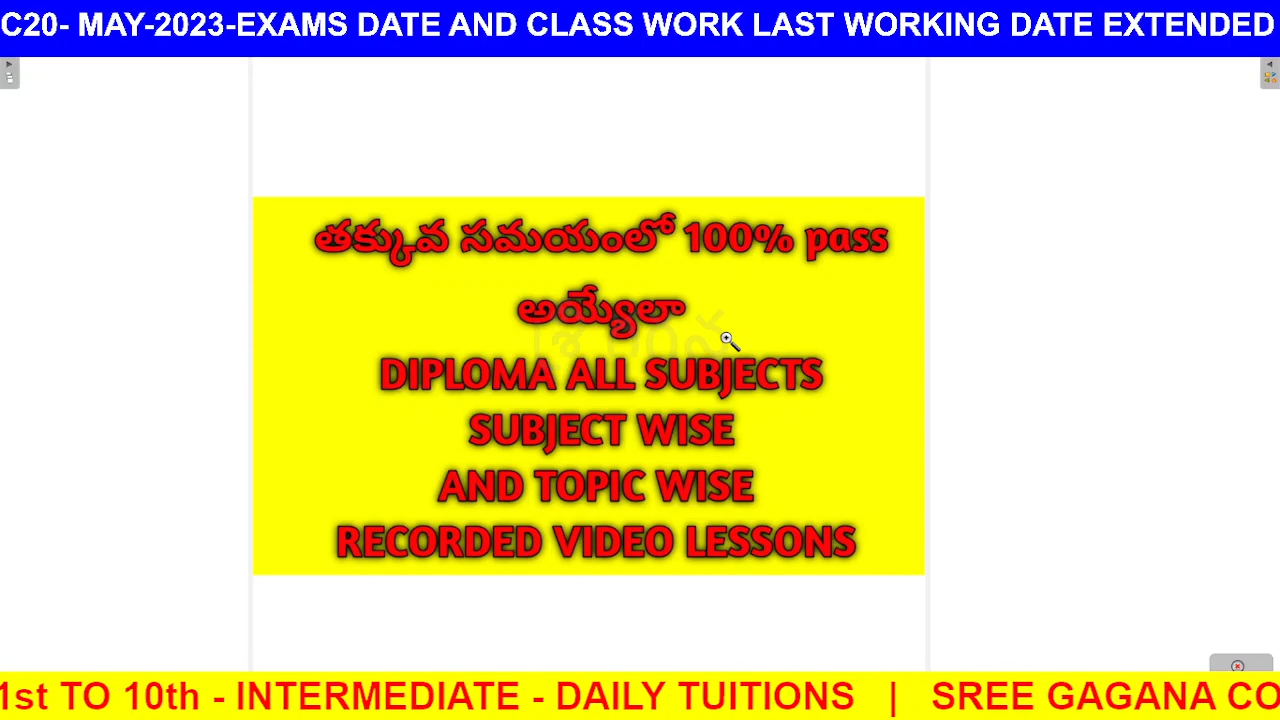 C20- MAY-2023-EXAMS DATE AND CLASS WORK LAST WORKING DATE EXTENDED
తక్కువ సమయంలో 100% pass
అయ్యేలా
DIPLOMA ALL SUBJECTS
SUBJECT WISE
AND TOPIC WISE
RECORDED VIDEO LESSONS
1st TO 10th - INTERMEDIATE - DAILY TUITIONS | SREE GAGANA CO